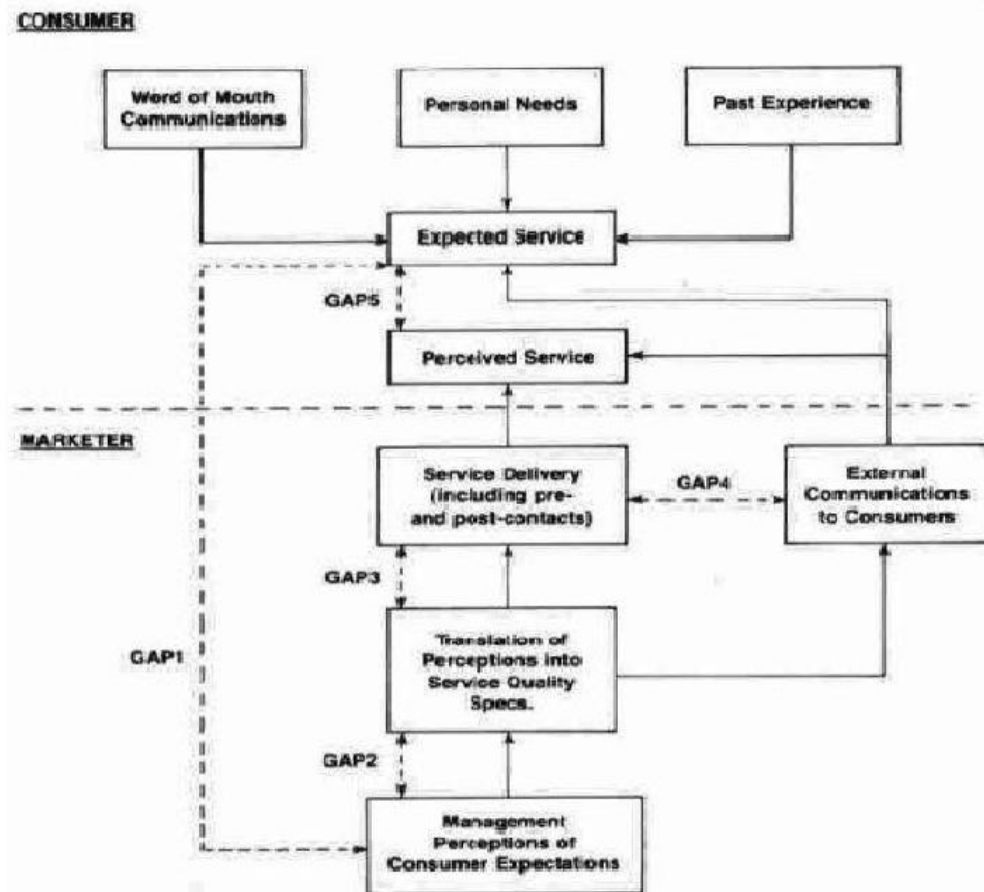 CONSUMER
Word of Mouth
Communications
Personal Needs
Past Experience
Expected Service
GAP5
Perceived Service
MARKETER
Service Delivery
(including pre-
and post-contacts)
GAP4
External
Communications
to Consumers
GAP3
Translation of
Perceptions into
Service Quality
Specs.
GAP1
GAP2
Management
Perceptions of
Consumer Expectations